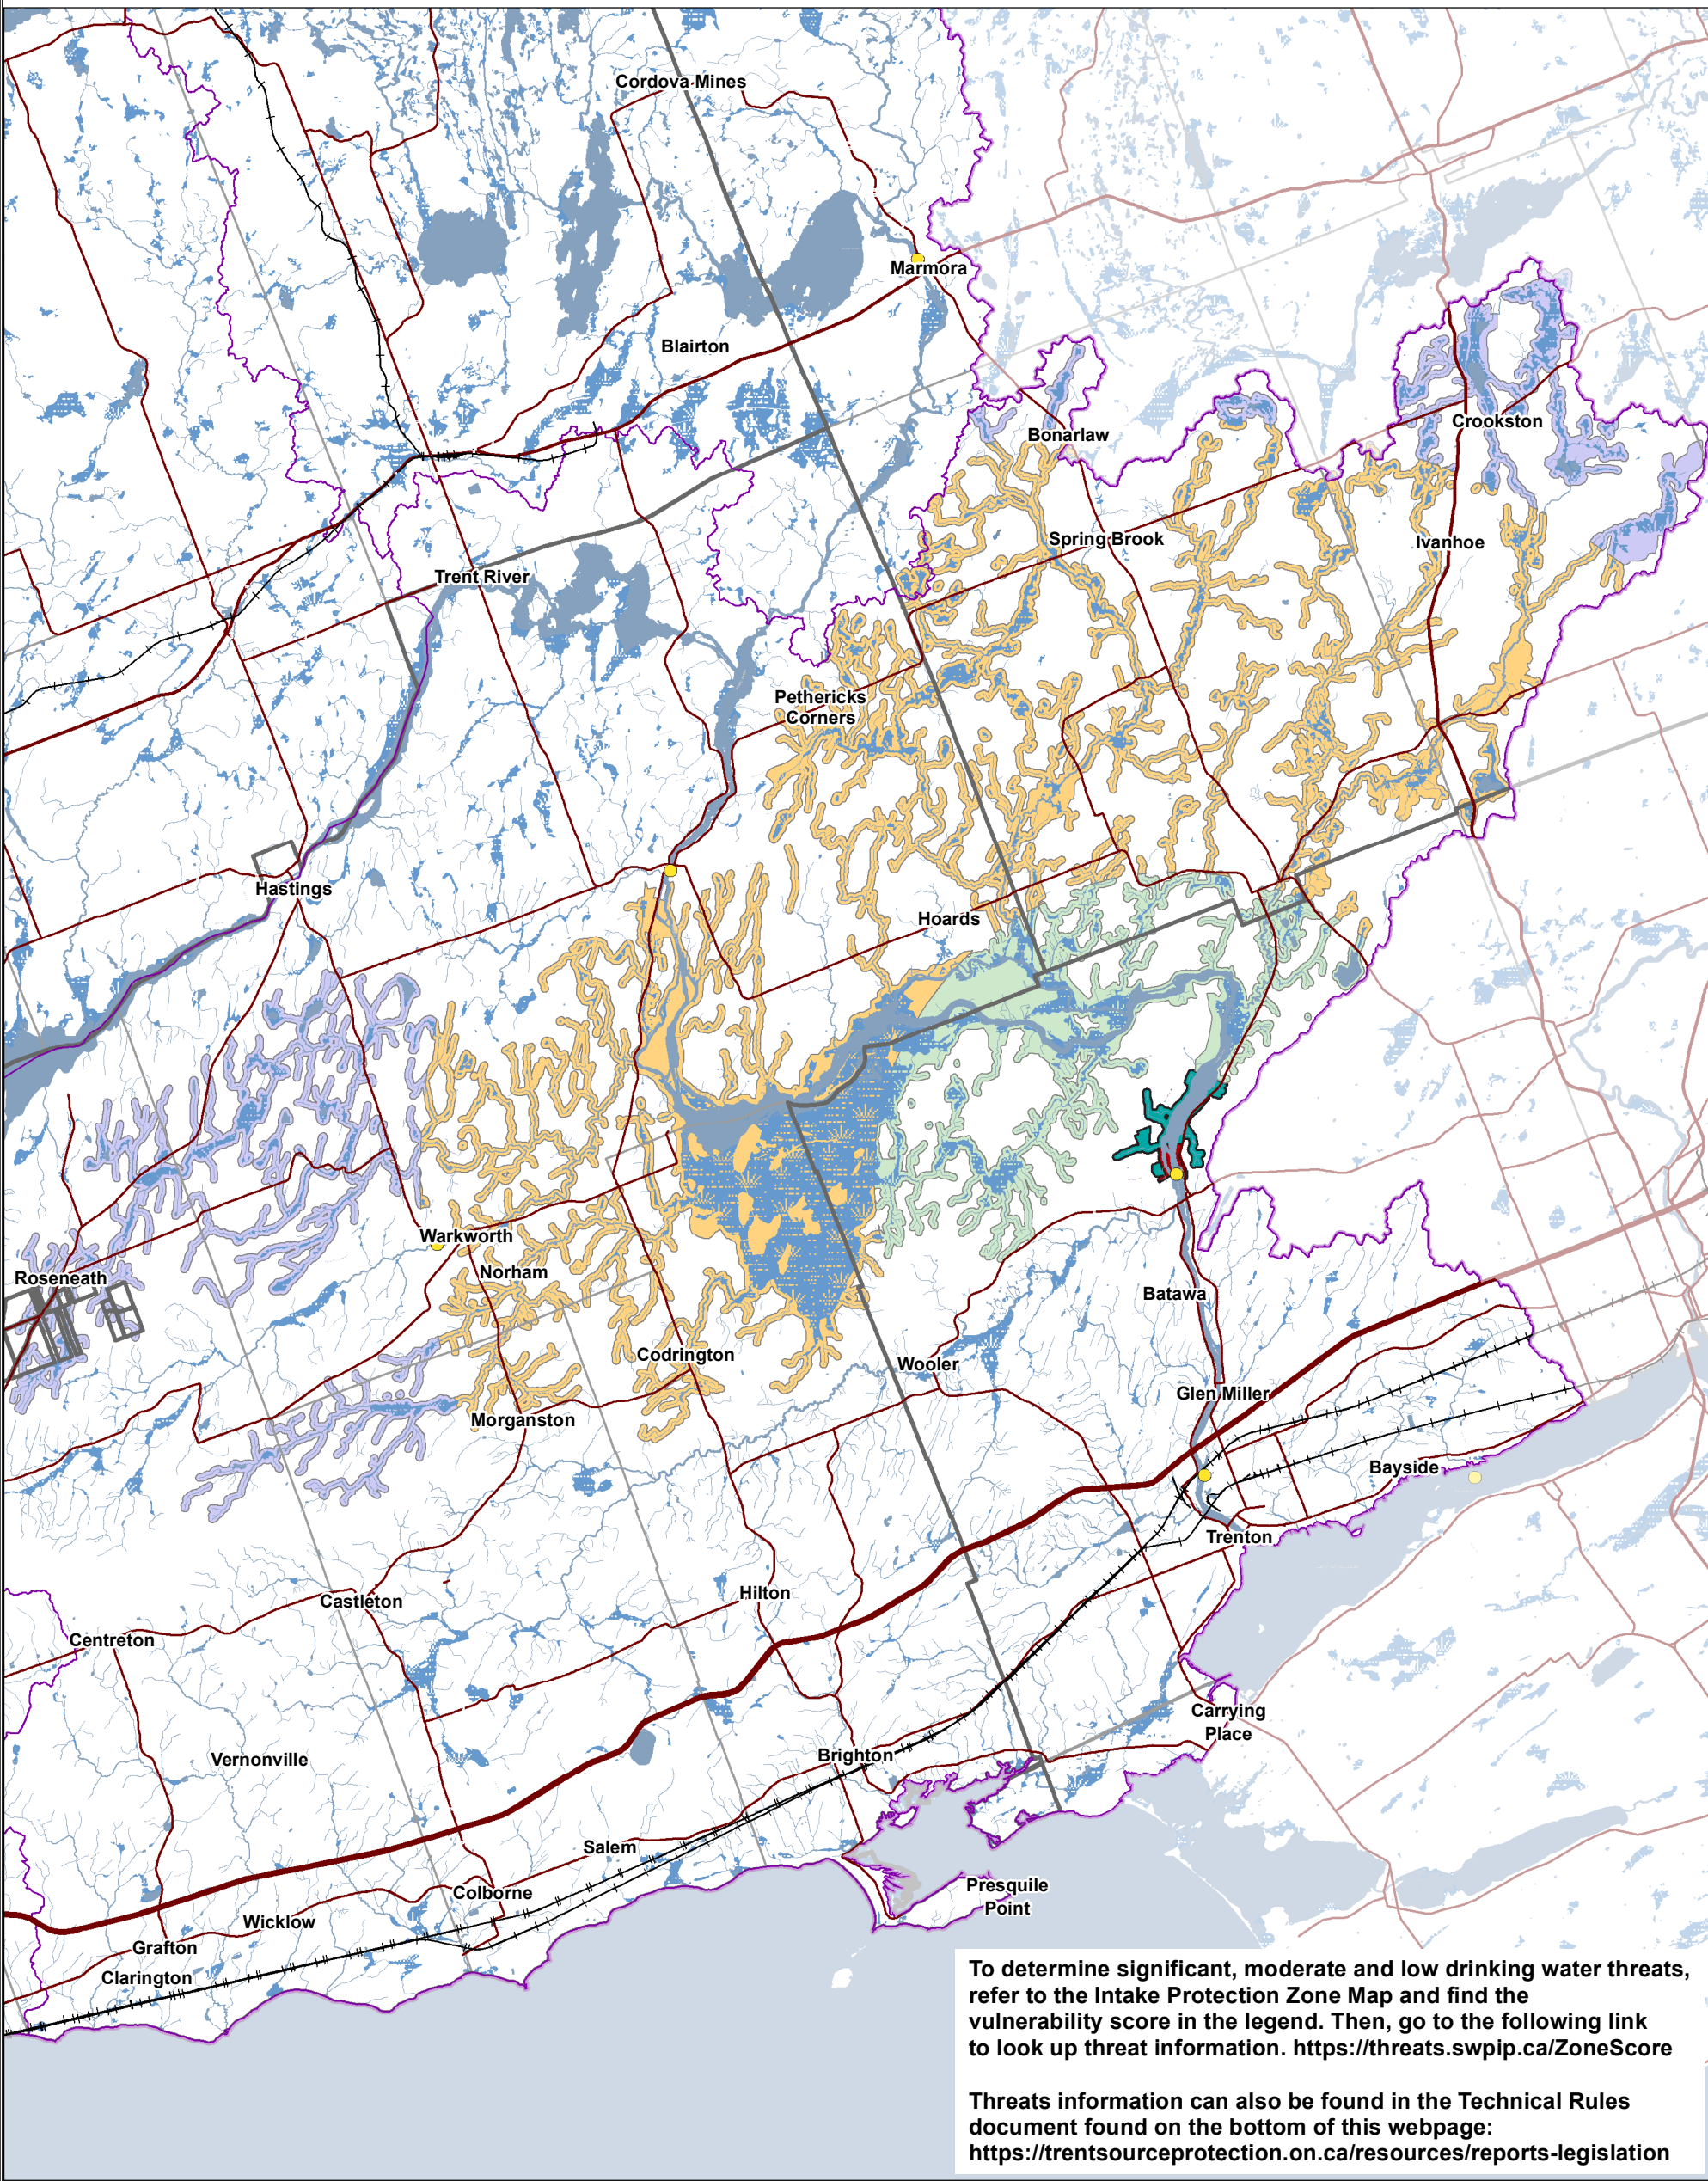 Cordova Mines
Marmora
Blairton
Crookston
Bonarlaw
Spring Brook
Ivanhoe
Trent River
Pethericks
Corners
Hastings
Hoards
Warkworth
Norham
Roseneath
Batawa
Codrington
Wooler
Glen Miller
Morganston
Bayside
Trenton
Hilton
Castleton
Centreton
Carrying
Place
Vernonville
Brighton
Salem
Presquile
Point
Colborne
Wicklow
Grafton
Clarington
To determine significant, moderate and low drinking water threats,
refer to the Intake Protection Zone Map and find the
vulnerability score in the legend. Then, go to the following link
to look up threat information. https://threats.swpip.ca/ZoneScore
Threats information can also be found in the Technical Rules
document found on the bottom of this webpage:
https://trentsourceprotection.on.ca/resources/reports-legislation